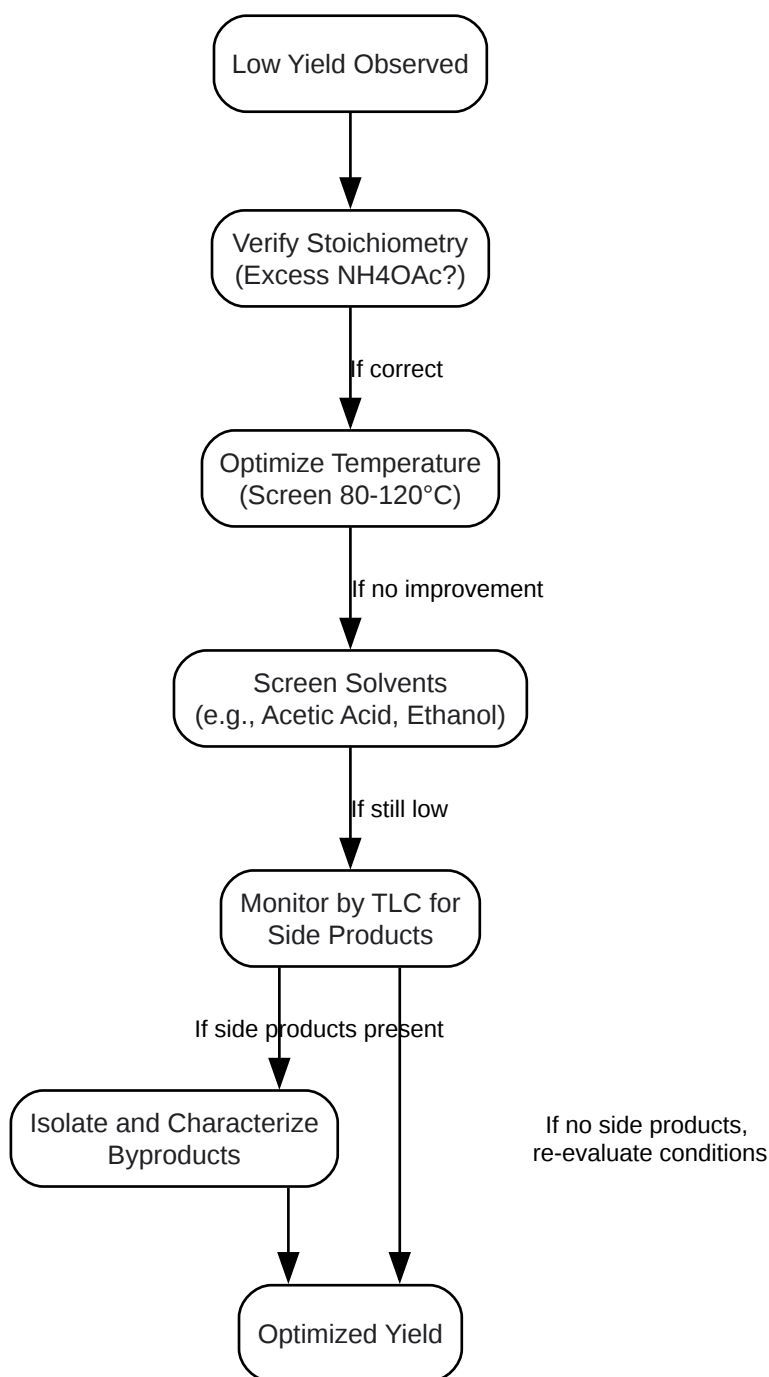 Low Yield Observed
Verify Stoichiometry
(Excess NH4OAc?)
If correct
Optimize Temperature
(Screen 80-120°C)
If no improvement
Screen Solvents
(e.g., Acetic Acid, Ethanol)
If still low
Monitor by TLC for
Side Products
If side products present
Isolate and Characterize
Byproducts
If no side products,
re-evaluate conditions
Optimized Yield